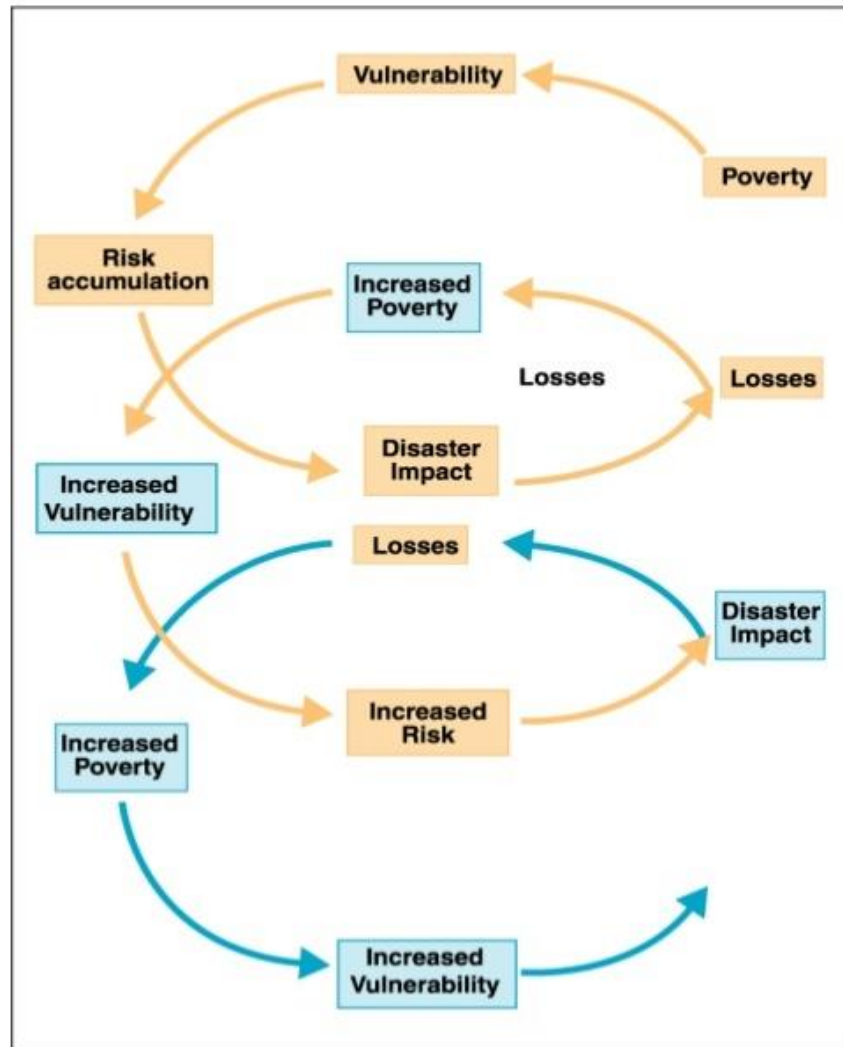 Vulnerability
Poverty
Risk
accumulation
Increased
Poverty
Losses
Losses
Disaster
Impact
Increased
Vulnerability
Losses
Disaster
Impact
Increased
Risk
Increased
Poverty
Increased
Vulnerability